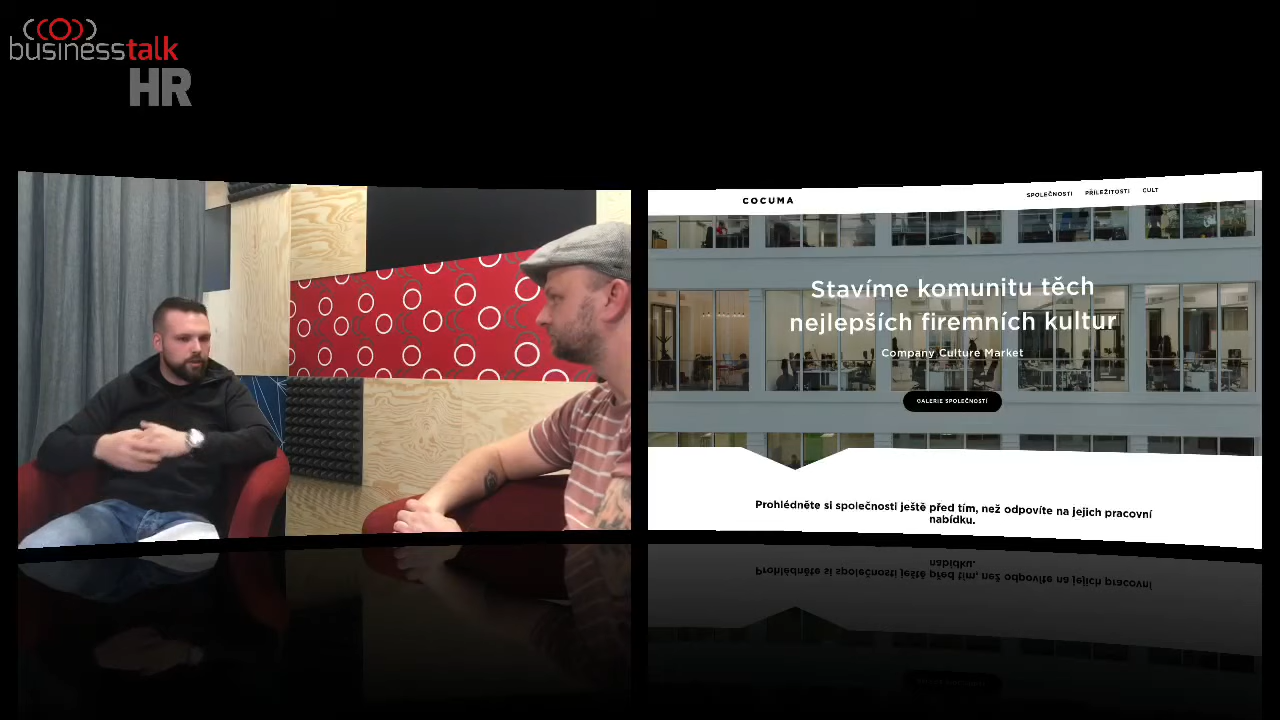 businesstalk
HR
COCUMA
SPOLEČNOSTI PŘÍLEŽITOSTI CULT
Stavíme komunitu těch
nejlepších firemních kultur
Company Culture Market
GALERIE SPOLEČNOSTÍ
Prohlédněte si společnosti ještě před tím, než odpovíte na jejich pracovní
nabídku.